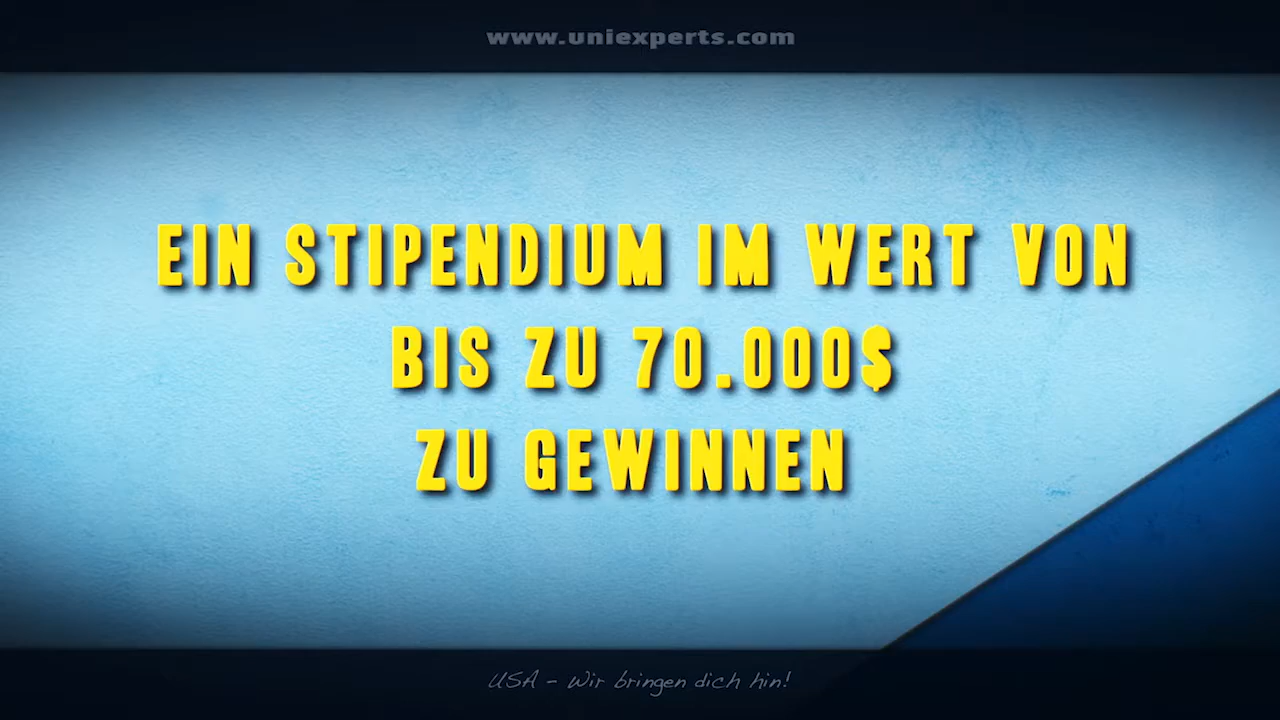 www.uniexperts.com
EIN STIPENDIUM IM WERT VON
BIS ZU 70.000$
ZU GEWINNEN
USA - Wir bringen dich hin!